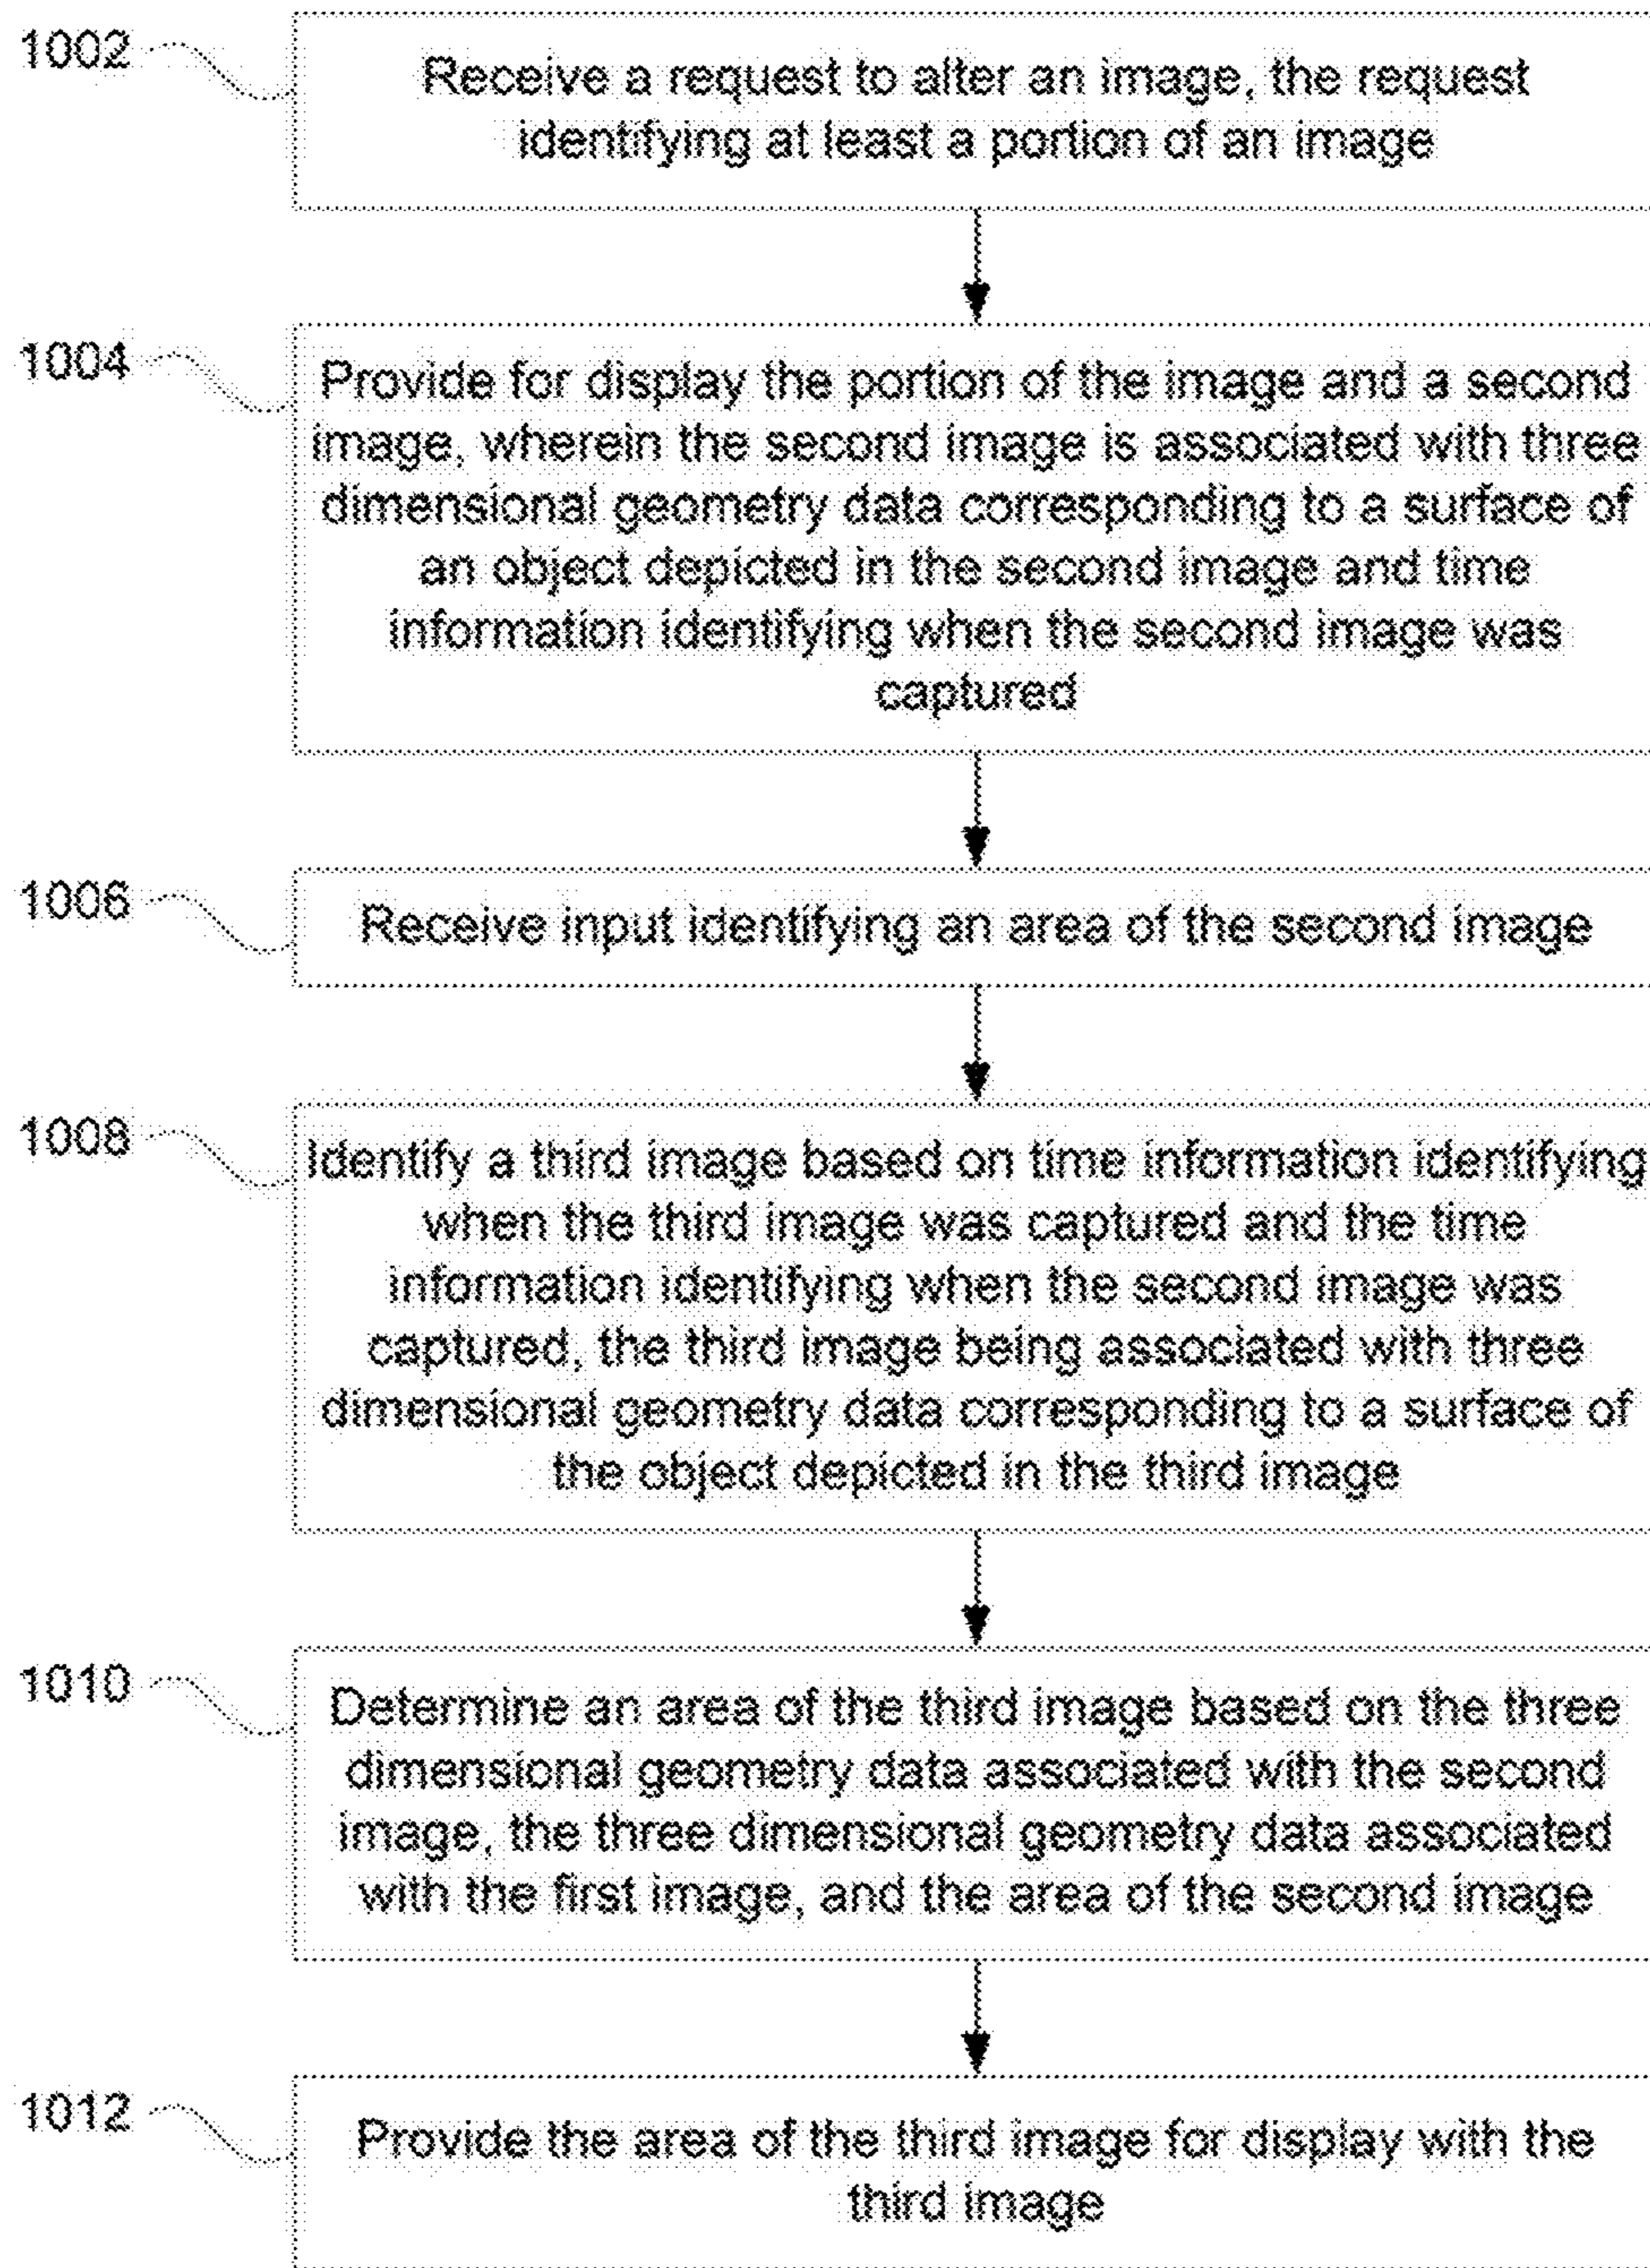 1002
Receive a request to alter an image, the request
identifying at least a portion of an image
1004
Provide for display the portion of the image and a second
image, wherein the second image is associated with three
dimensional geometry data corresponding to a surface of
an object depicted in the second image and time
information identifying when the second image was
captured
1006
Receive input identifying an area of the second image
1008
Identify a third image based on time information identifying
when the third image was captured and the time
information identifying when the second image was
captured, the third image being associated with three
dimensional geometry data corresponding to a surface of
the object depicted in the third image
1010
Determine an area of the third image based on the three
dimensional geometry data associated with the second
image, the three dimensional geometry data associated
with the first image, and the area of the second image
1012
Provide the area of the third image for display with the
third image